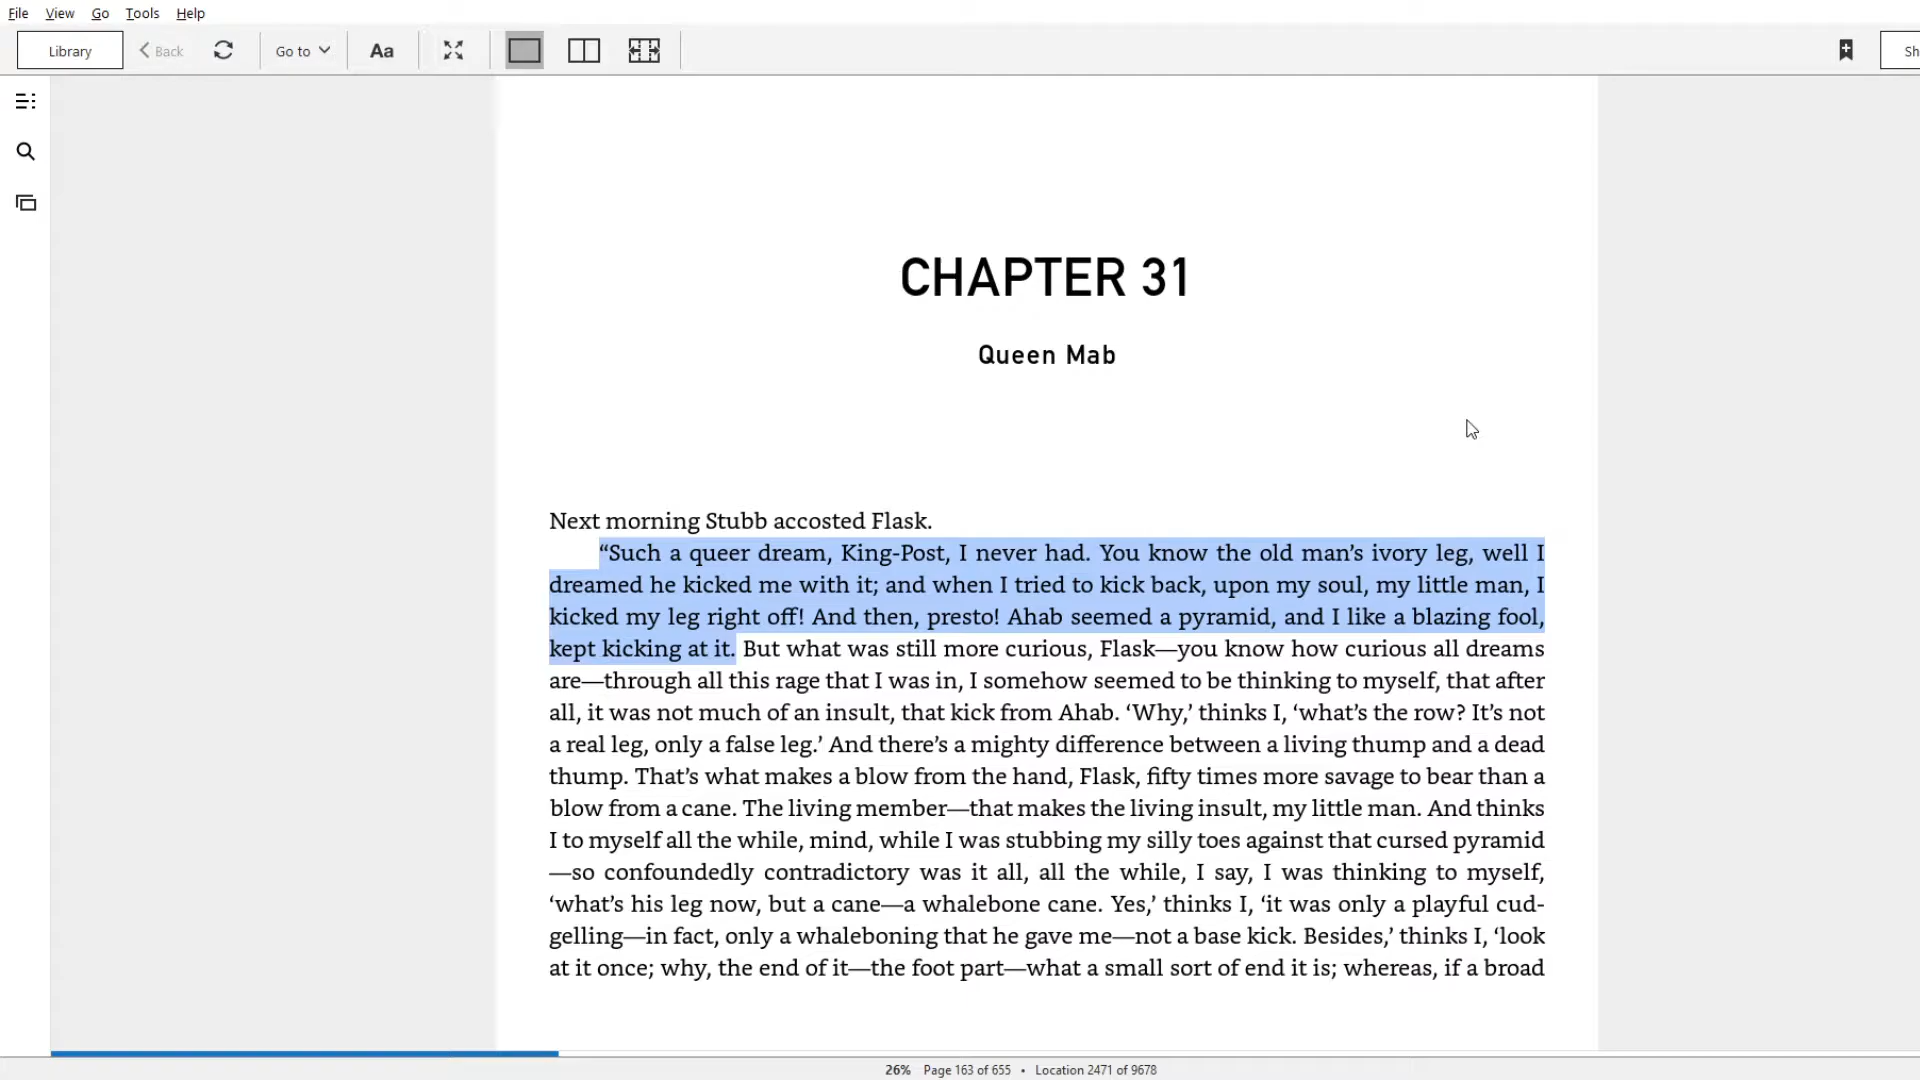 File View Go Tools Help
Library Back Go to Aa Sh
CHAPTER 31
Queen Mab
Next morning Stubb accosted Flask.
“Such a queer dream, King-Post, I never had. You know the old man’s ivory leg, well I
dreamed he kicked me with it; and when I tried to kick back, upon my soul, my little man, I
kicked my leg right off! And then, presto! Ahab seemed a pyramid, and I like a blazing fool,
kept kicking at it. But what was still more curious, Flask—you know how curious all dreams
are—through all this rage that I was in, I somehow seemed to be thinking to myself, that after
all, it was not much of an insult, that kick from Ahab. ‘Why,’ thinks I, ‘what’s the row? It’s not
a real leg, only a false leg.’ And there’s a mighty difference between a living thump and a dead
thump. That’s what makes a blow from the hand, Flask, fifty times more savage to bear than a
blow from a cane. The living member—that makes the living insult, my little man. And thinks
I to myself all the while, mind, while I was stubbing my silly toes against that cursed pyramid
—so confoundedly contradictory was it all, all the while, I say, I was thinking to myself,
‘what’s his leg now, but a cane—a whalebone cane. Yes,’ thinks I, ‘it was only a playful cud-
gelling—in fact, only a whaleboning that he gave me—not a base kick. Besides,’ thinks I, ‘look
at it once; why, the end of it—the foot part—what a small sort of end it is; whereas, if a broad
26% Page 163 of 655 • Location 2471 of 9678